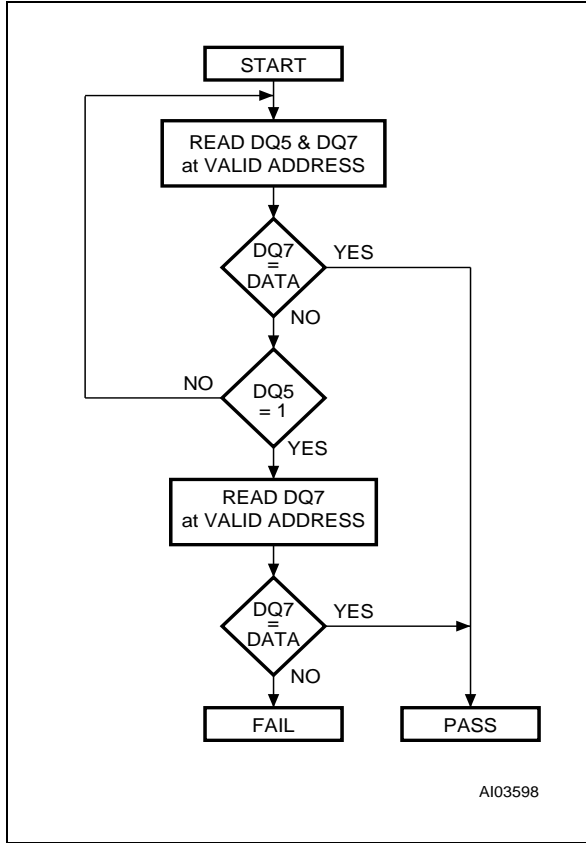 START
READ DQ5 & DQ7
at VALID ADDRESS
DQ7
=
DATA
YES
NO
NO
DQ5
= 1
YES
READ DQ7
at VALID ADDRESS
DQ7
=
DATA
YES
NO
FAIL
PASS
AI03598